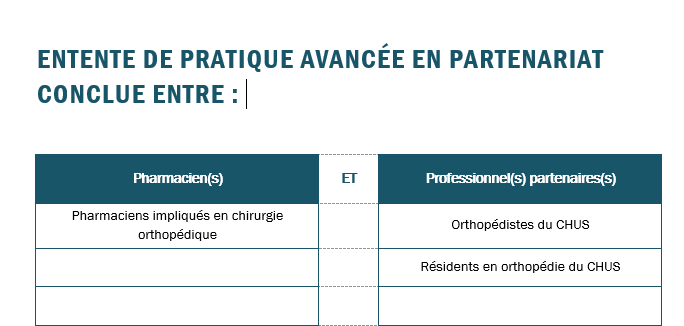 ENTENTE DE PRATIQUE AVANCÉE EN PARTENARIAT
CONCLUE ENTRE :
Pharmacien(s) ET Professionnel(s) partenaires(s)
Pharmaciens impliqués en chirurgie
orthopédique
Orthopédistes du CHUS
Résidents en orthopédie du CHUS